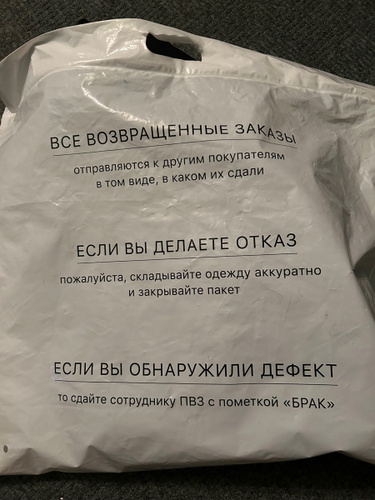 ВСЕ ВОЗВРАЩЕННЫЕ ЗАКАЗЫ
отправляются к другим покупателям
в том виде, в каком их сдали
ЕСЛИ ВЫ ДЕЛАЕТЕ ОТКАЗ
пожалуйста, складывайте одежду аккуратно
и закрывайте пакет
ЕСЛИ ВЫ ОБНАРУЖИЛИ ДЕФЕКТ
то сдайте сотруднику ПВЗ с пометкой «БРАК»